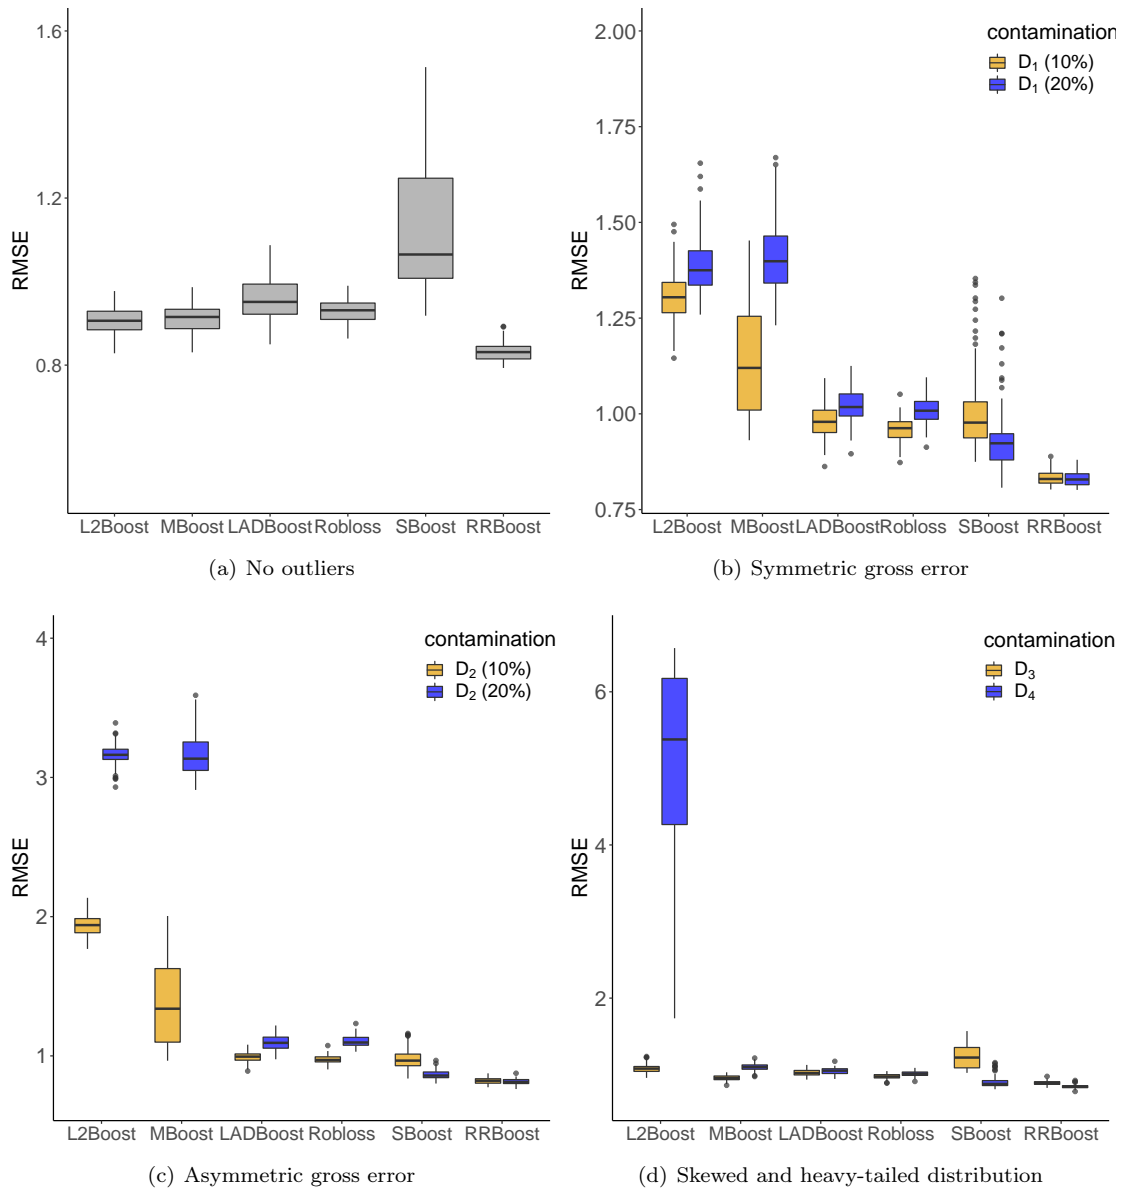 1.6
1.2
0.8
RMSE
L2Boost MBoost LADBoost Robloss SBoost RRBoost
(a) No outliers
2.00
1.75
1.50
1.25
1.00
0.75
RMSE
contamination
D1 (10%)
D1 (20%)
L2Boost MBoost LADBoost Robloss SBoost RRBoost
(b) Symmetric gross error
4
3
2
1
RMSE
contamination
D2 (10%)
D2 (20%)
L2Boost MBoost LADBoost Robloss SBoost RRBoost
(c) Asymmetric gross error
6
4
2
RMSE
contamination
D3
D4
L2Boost MBoost LADBoost Robloss SBoost RRBoost
(d) Skewed and heavy-tailed distribution